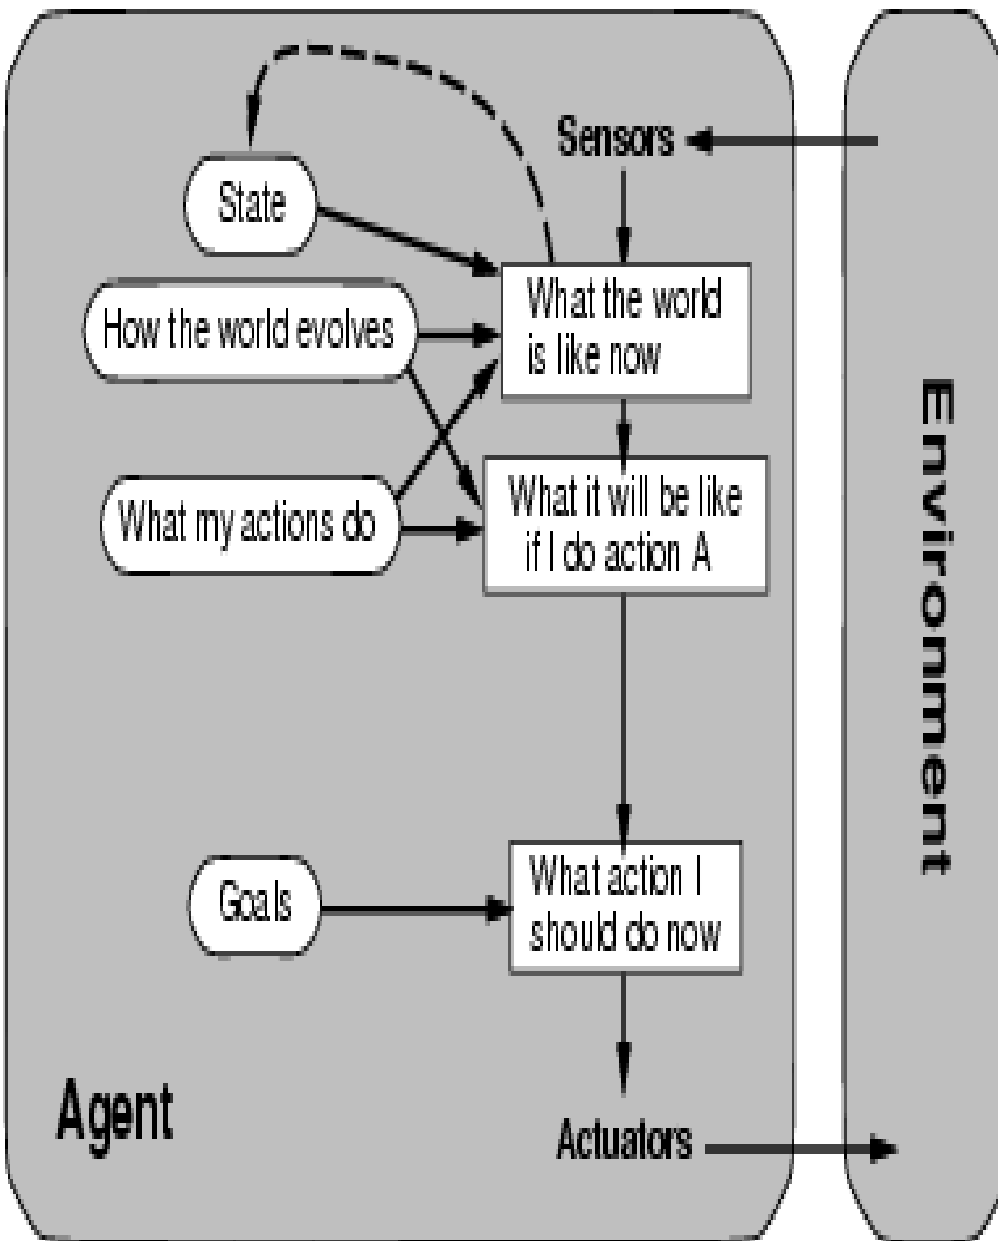 Sensors
State
What the world
is like now
How the world evolves
What it will be like
if I do action A
What my actions do
Environment
What action I
should do now
Goals
Agent
Actuators